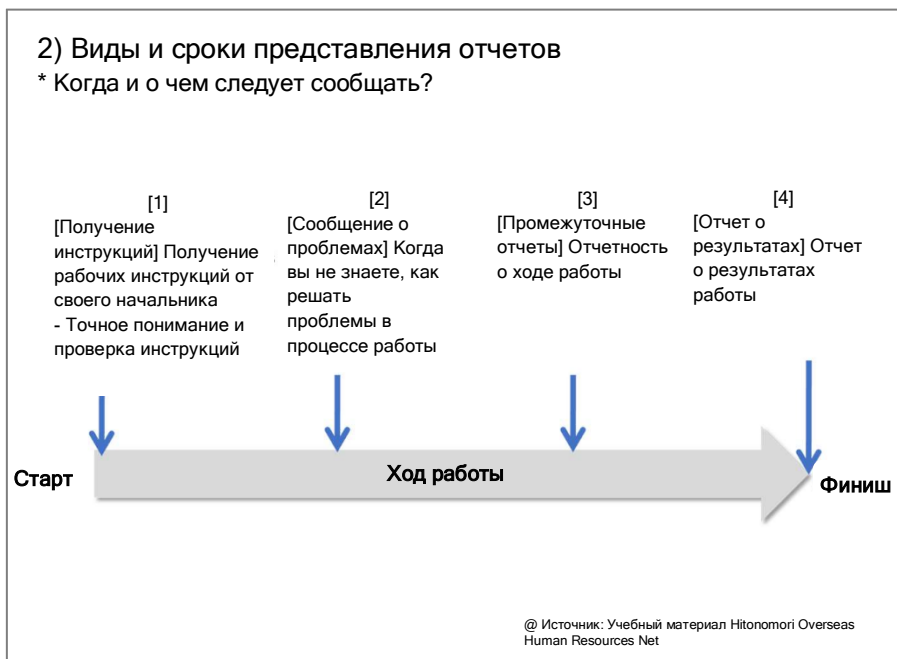 2) Виды и сроки представления отчетов
* Когда и о чем следует сообщать?
[1]
[Получение
инструкций] Получение
рабочих инструкций от
своего начальника
- Точное понимание и
проверка инструкций
[2]
[Сообщение о
проблемах] Когда
вы не знаете, как
решать
проблемы в
процессе работы
[3]
[Промежуточные
отчеты] Отчетность
о ходе работы
[4]
[Отчет о
результатах] Отчет
о результатах
работы
Старт
Ход работы
Финиш
@ Источник: Учебный материал Hitonomori Overseas
Human Resources Net